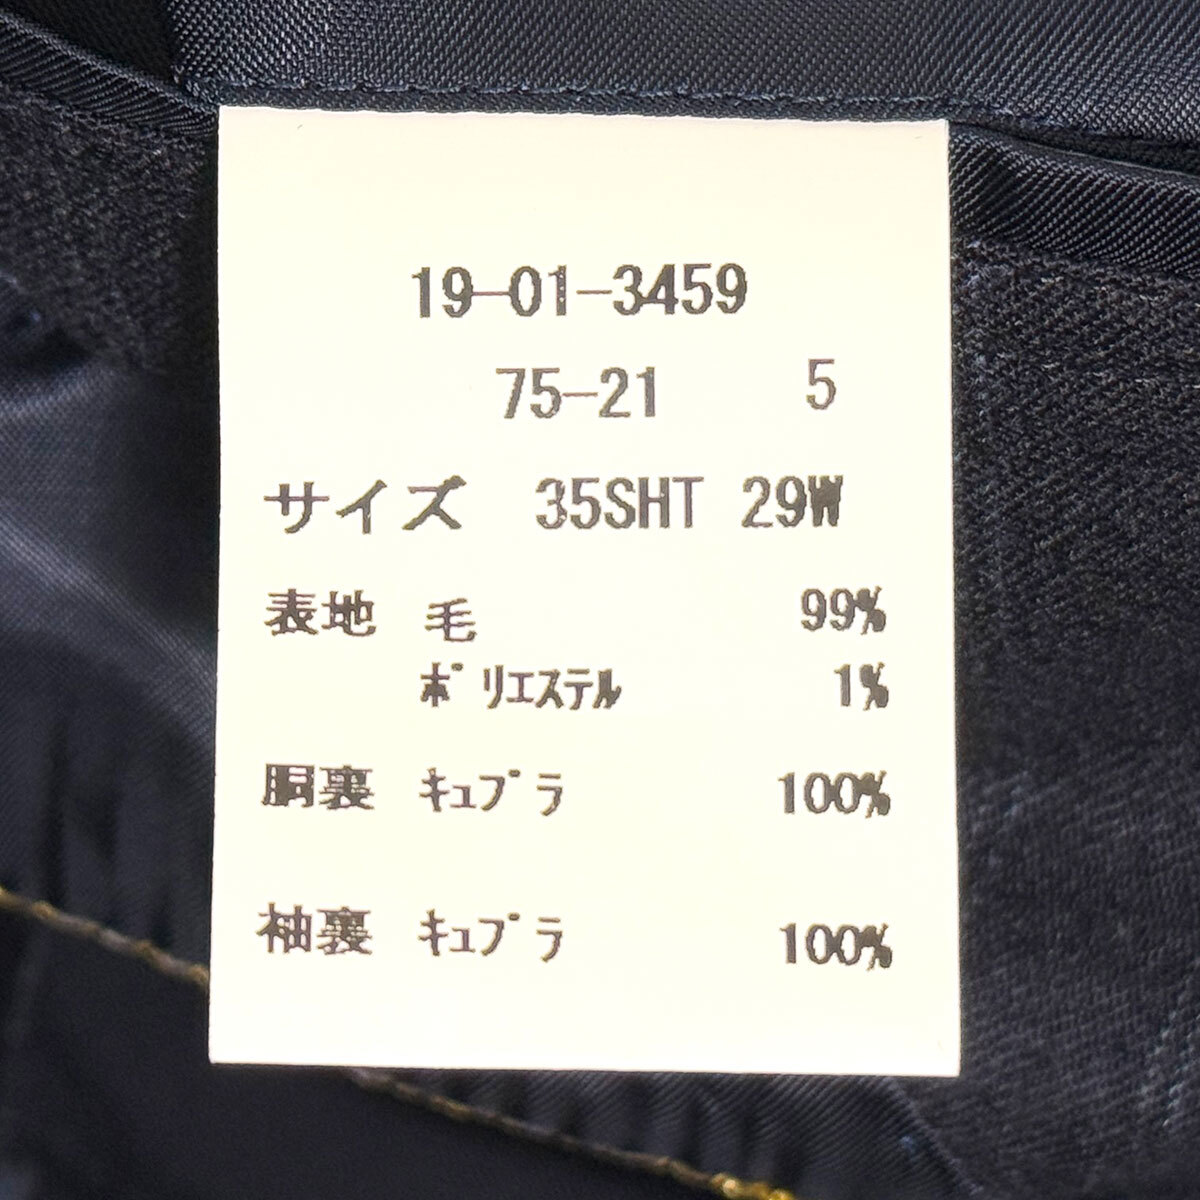 19-01-3459
75-21 5
サイズ 35SHT 29W
表地 毛 99%
ﾎﾟﾘｴｽﾃﾙ 1%
胴裏 ｷｭﾌﾟﾗ 100%
袖裏 ｷｭﾌﾟﾗ 100%